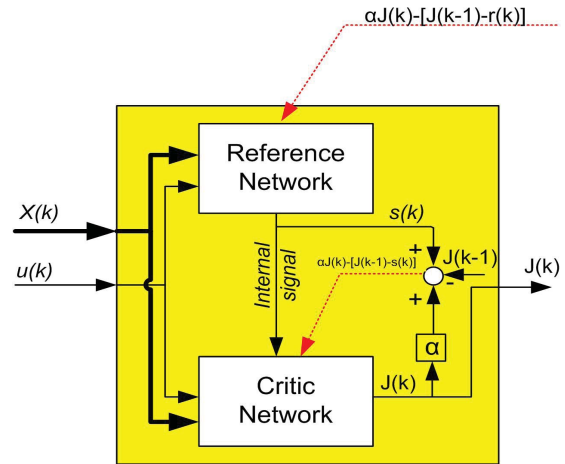 αJ(k)-[J(k-1)-r(k)]
Reference
Network
X(k)
s(k)
u(k)
Internal
signal
αJ(k)-[J(k-1)-s(k)]
+
J(k-1)
-
+
J(k)
α
Critic
Network
J(k)